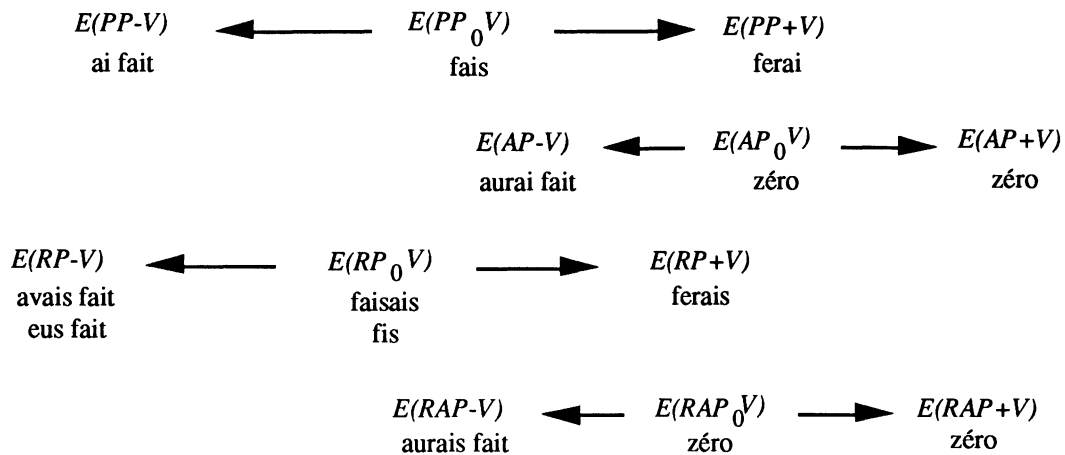 E(PP-V) E(PP₀V) E(PP+V)
ai fait fais ferai
E(AP-V) E(AP₀V) E(AP+V)
aurai fait zéro zéro
E(RP-V) E(RP₀V) E(RP+V)
avais fait faisais ferais
eus fait fis
E(RAP-V) E(RAP₀V) E(RAP+V)
aurais fait zéro zéro